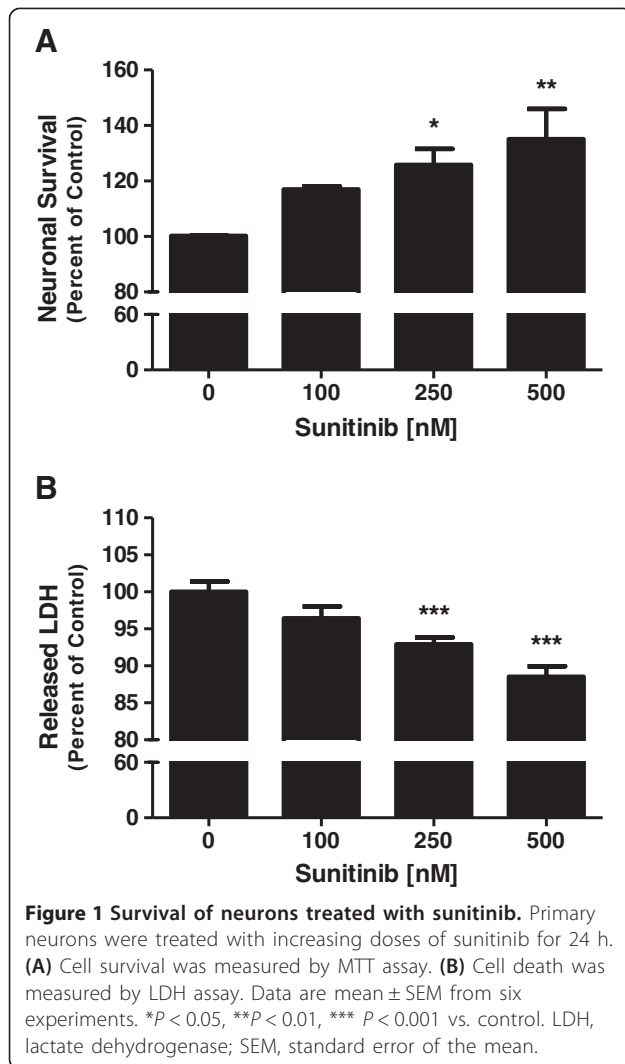 A
160
140
120
100
80
60
0
Neuronal Survival
(Percent of Control)
*
**
0 100 250 500
Sunitinib [nM]
B
110
105
100
95
90
85
80
60
0
Released LDH
(Percent of Control)
***
***
0 100 250 500
Sunitinib [nM]
Figure 1 Survival of neurons treated with sunitinib. Primary
neurons were treated with increasing doses of sunitinib for 24 h.
(A) Cell survival was measured by MTT assay. (B) Cell death was
measured by LDH assay. Data are mean ± SEM from six
experiments. *P < 0.05, **P < 0.01, *** P < 0.001 vs. control. LDH,
lactate dehydrogenase; SEM, standard error of the mean.